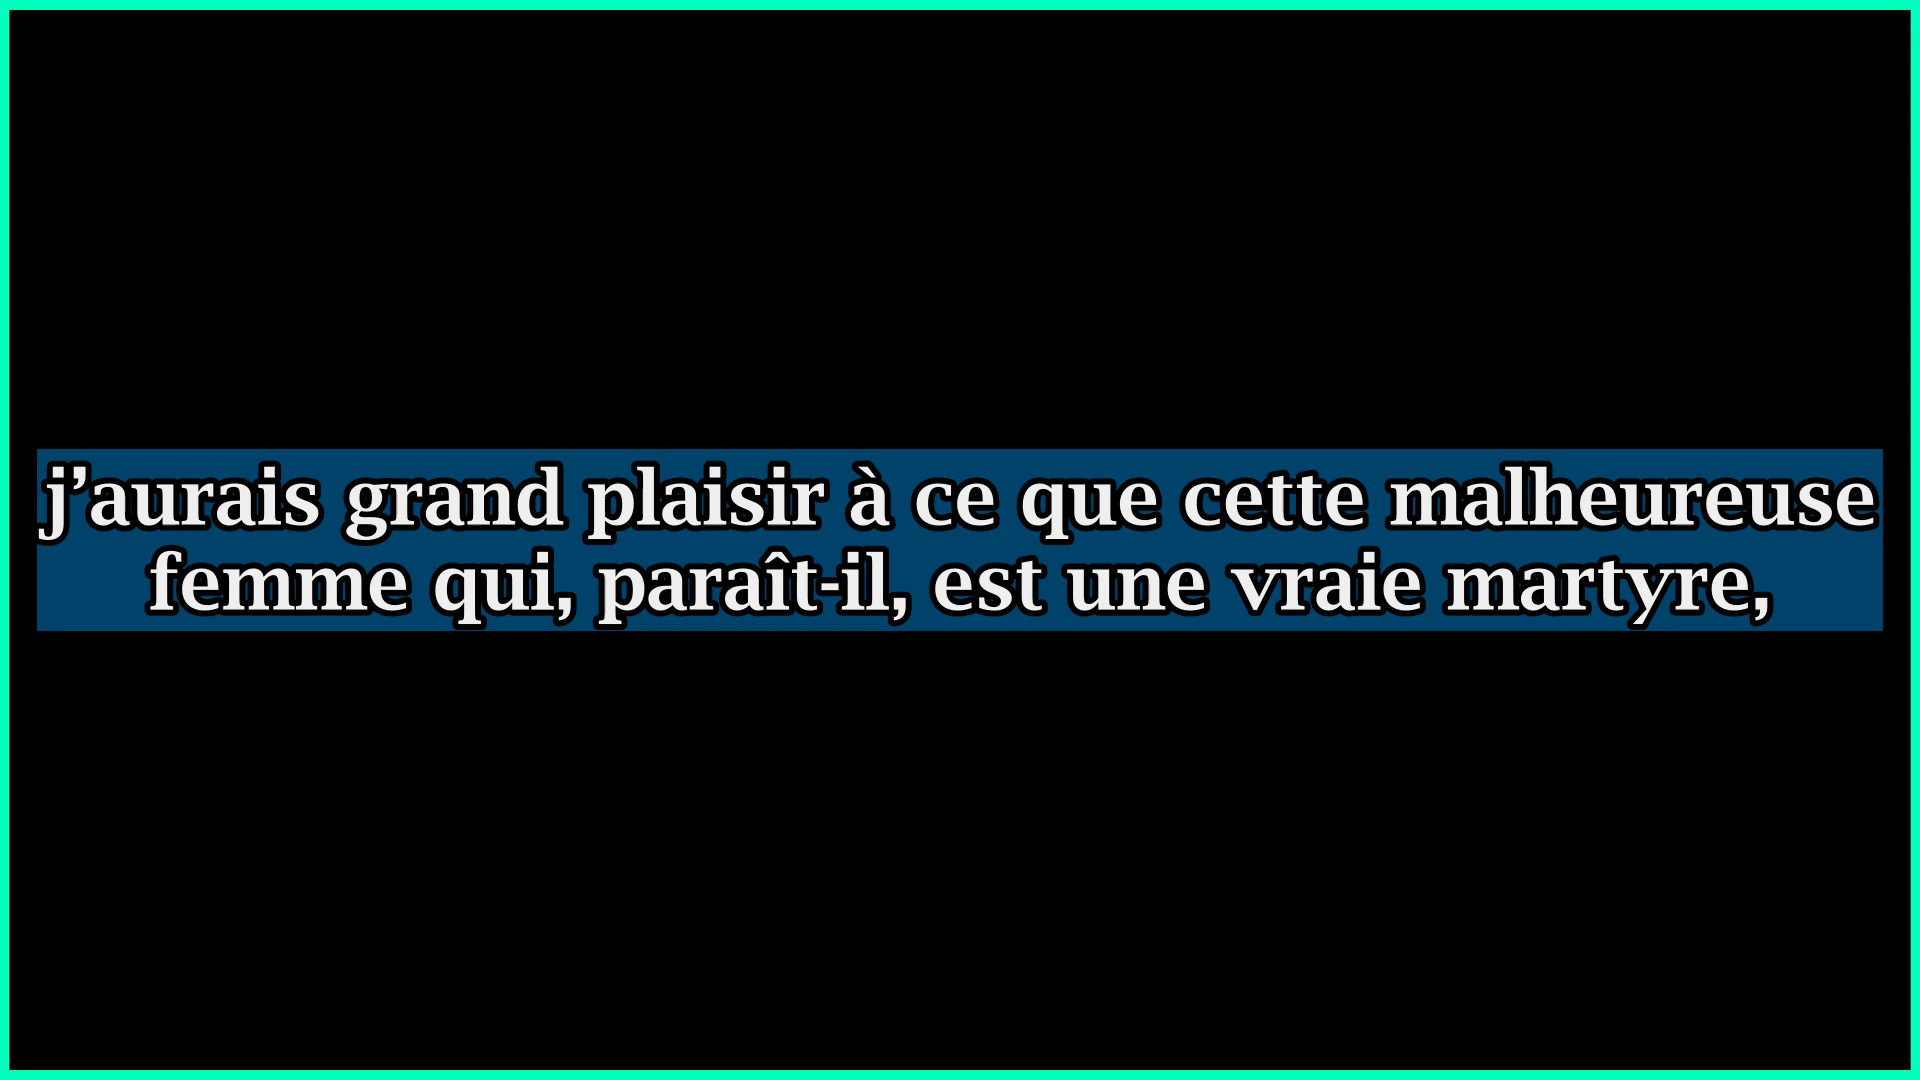 j’aurais grand plaisir à ce que cette malheureuse
femme qui, paraît-il, est une vraie martyre,